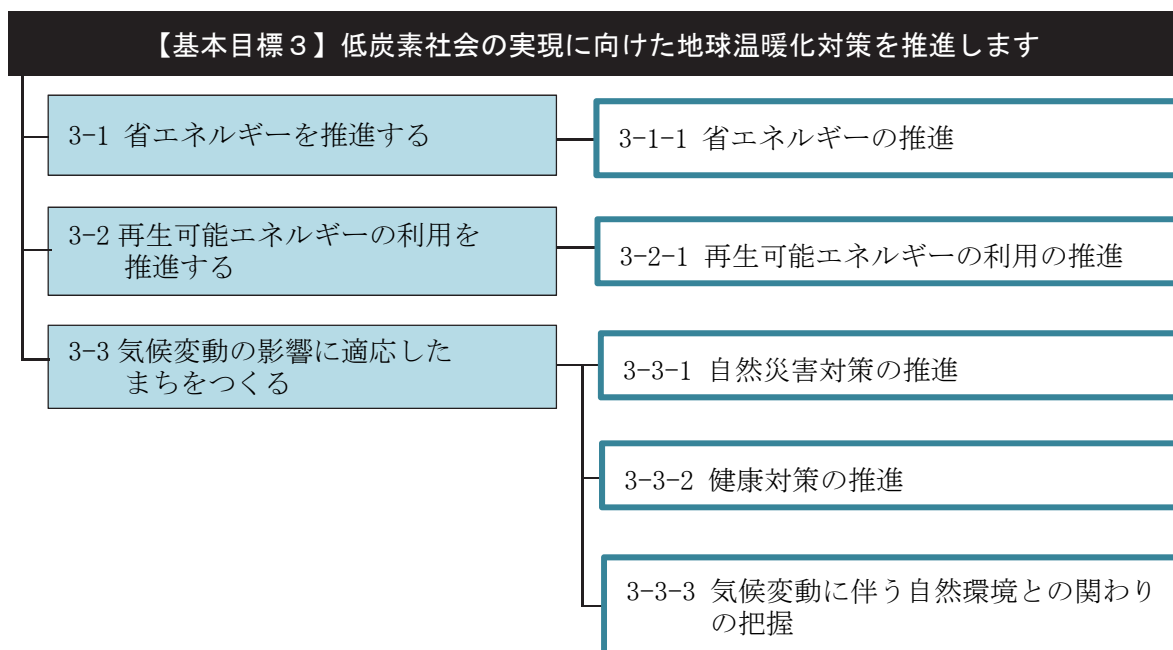 【基本目標３】低炭素社会の実現に向けた地球温暖化対策を推進します
3-1 省エネルギーを推進する
3-1-1 省エネルギーの推進
3-2 再生可能エネルギーの利用を
推進する
3-2-1 再生可能エネルギーの利用の推進
3-3 気候変動の影響に適応した
まちをつくる
3-3-1 自然災害対策の推進
3-3-2 健康対策の推進
3-3-3 気候変動に伴う自然環境との関わり
の把握